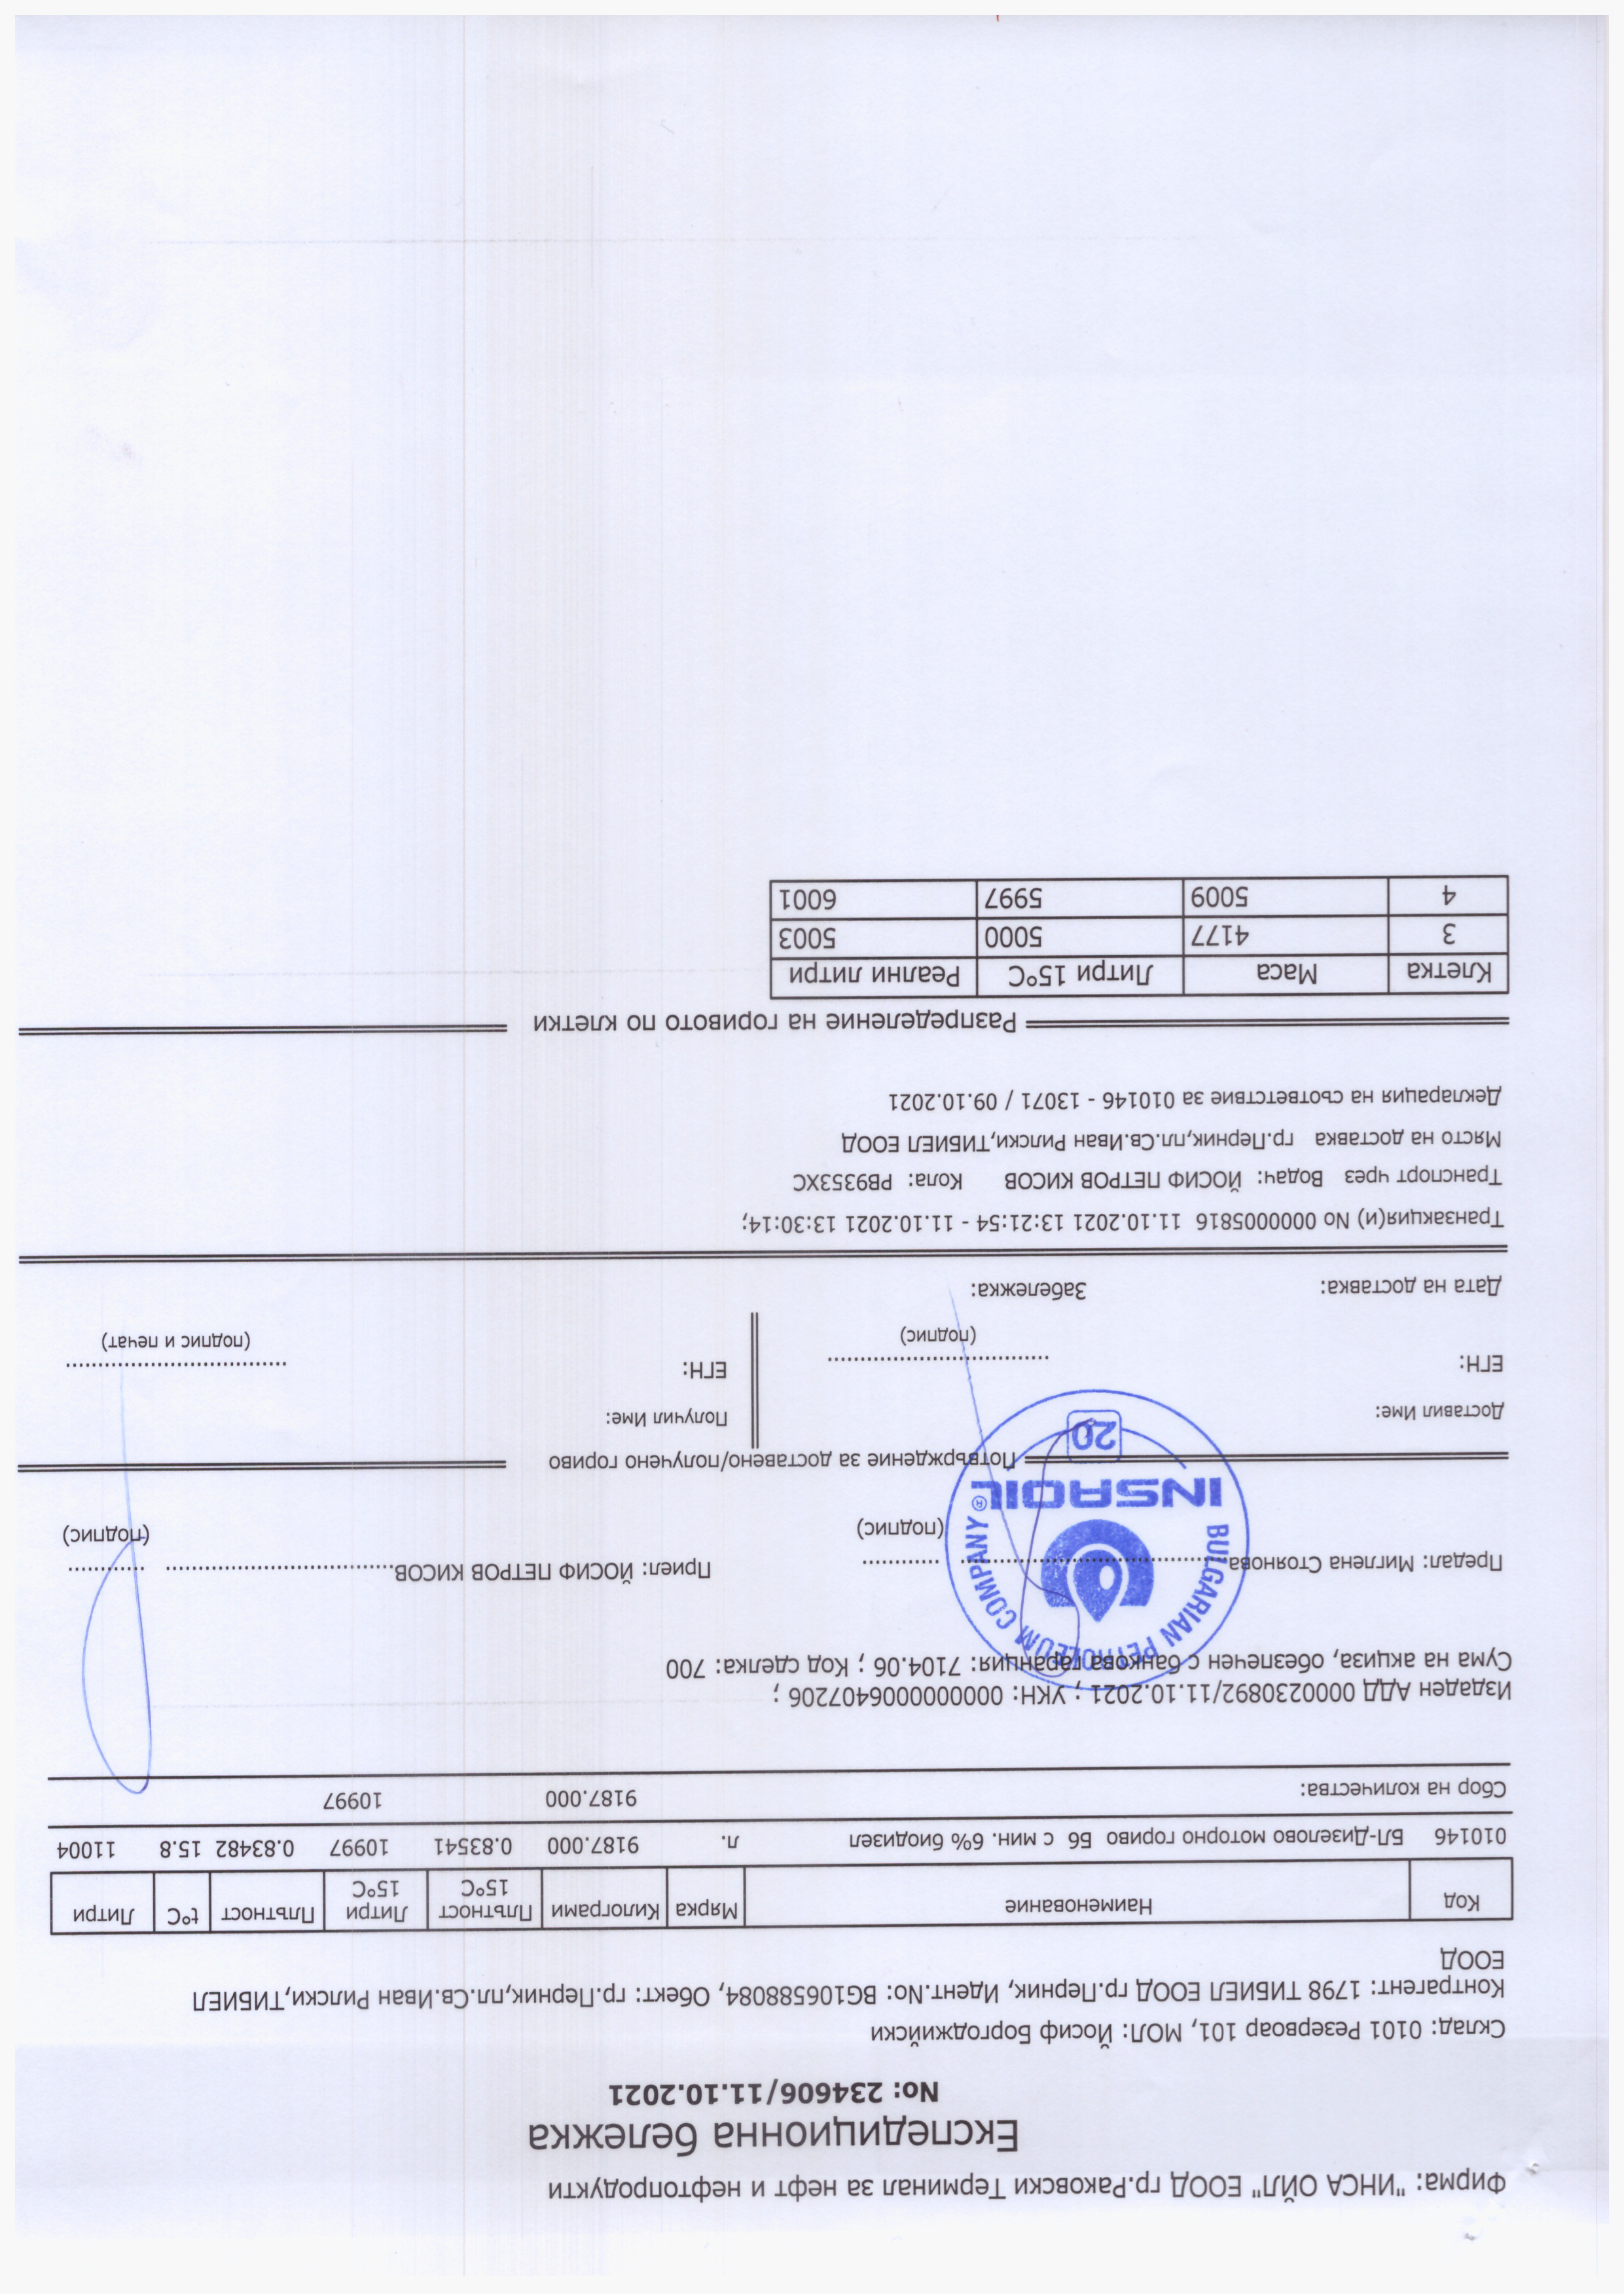 Фирма: "ИНСА ОЙЛ" ЕООД гр.Раковски Терминал за нефт и нефтопродукти
Експедиционна бележка
No: 234606/11.10.2021
Склад: 0101 Резервоар 101, МОЛ: Йосиф Боргоджийски
Контрагент: 1798 ТИБИЕЛ ЕООД гр.Перник, Идент.No: BG106588084, Обект: гр.Перник,пл.Св.Иван Рилски,ТИБИЕЛ
ЕООД
Код Наименование Мярка Килограми Плътност 15°C Литри 15°C Плътност t°C Литри
010146 БЛ-Дизелово моторно гориво Б6 с мин. 6% биодизел л. 9187.000 0.83541 10997 0.83482 15.8 11004
Сбор на количества: 9187.000 10997
Издаден АДД 0000230892/11.10.2021 ; УКН: 0000000006407206 ;
Сума на акциза, обезпечен с банкова гаранция: 7104.06 ; Код сделка: 700
Предал: Миглена Стоянова Приел: ЙОСИФ ПЕТРОВ КИСОВ
(подпис) (подпис)
BULGARIAN PETROLEUM COMPANY
INSAOIL®
20
Потвърждение за доставено/получено гориво
Доставил Име: Получил Име:
ЕГН: ЕГН:
(подпис) (подпис и печат)
Дата на доставка: Забележка:
Транзакция(и) No 0000005816 11.10.2021 13:21:54 - 11.10.2021 13:30:14;
Транспорт чрез Водач: ЙОСИФ ПЕТРОВ КИСОВ Кола: PB9353XC
Място на доставка гр.Перник,пл.Св.Иван Рилски,ТИБИЕЛ ЕООД
Декларация на съответствие за 010146 - 13071 / 09.10.2021
Разпределение на горивото по клетки
Клетка Маса Литри 15°C Реални литри
3 4177 5000 5003
4 5009 5997 6001